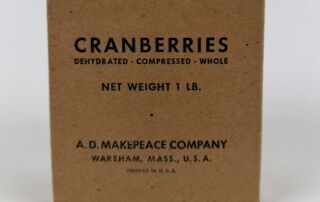 CRANBERRIES
DEHYDRATED · COMPRESSED · WHOLE
NET WEIGHT 1 LB.
A. D. MAKEPEACE COMPANY
WAREHAM, MASS., U. S. A.
PRINTED IN U. S. A.